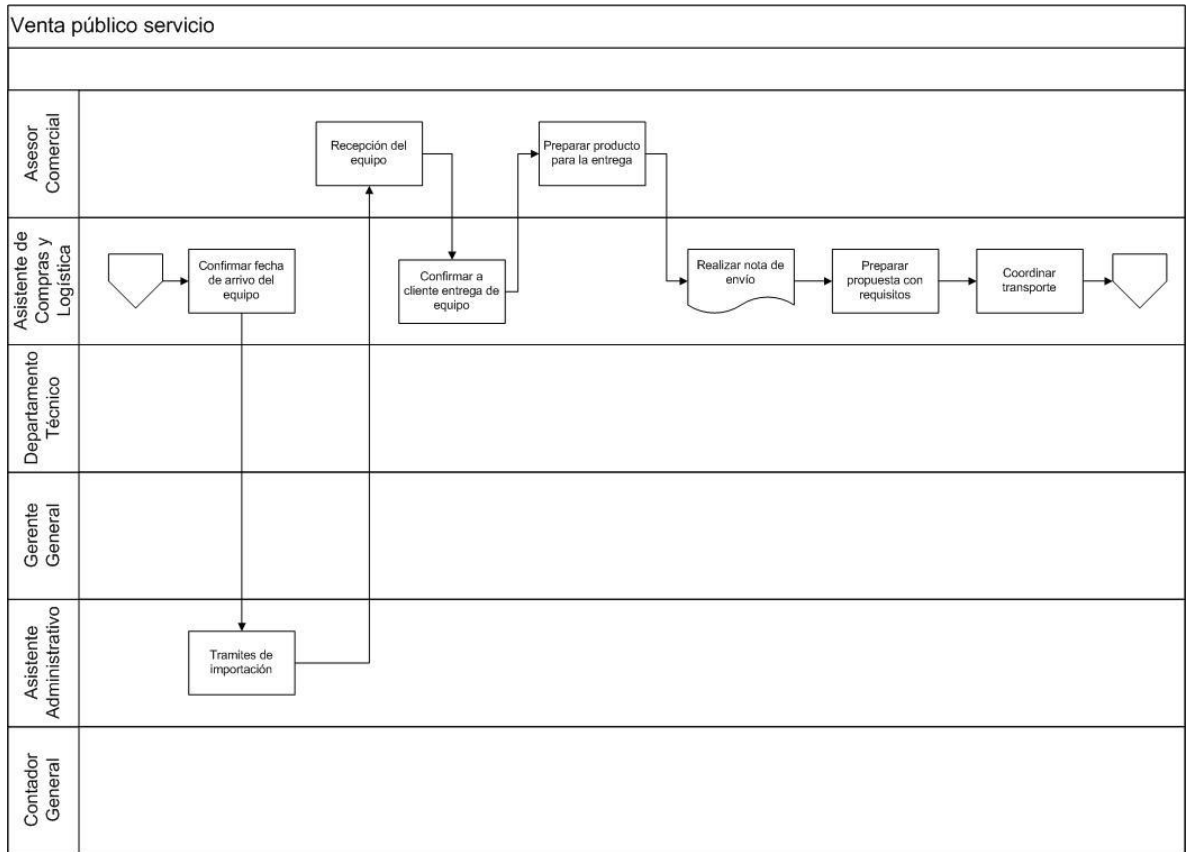 Venta público servicio
Asesor
Comercial
Recepción del
equipo
Preparar producto
para la entrega
Asistente de
Compras y
Logística
Confirmar fecha
de arrivo del
equipo
Confirmar a
cliente entrega de
equipo
Realizar nota de
envío
Preparar
propuesta con
requisitos
Coordinar
transporte
Departamento
Técnico
Gerente
General
Asistente
Administrativo
Tramites de
importación
Contador
General